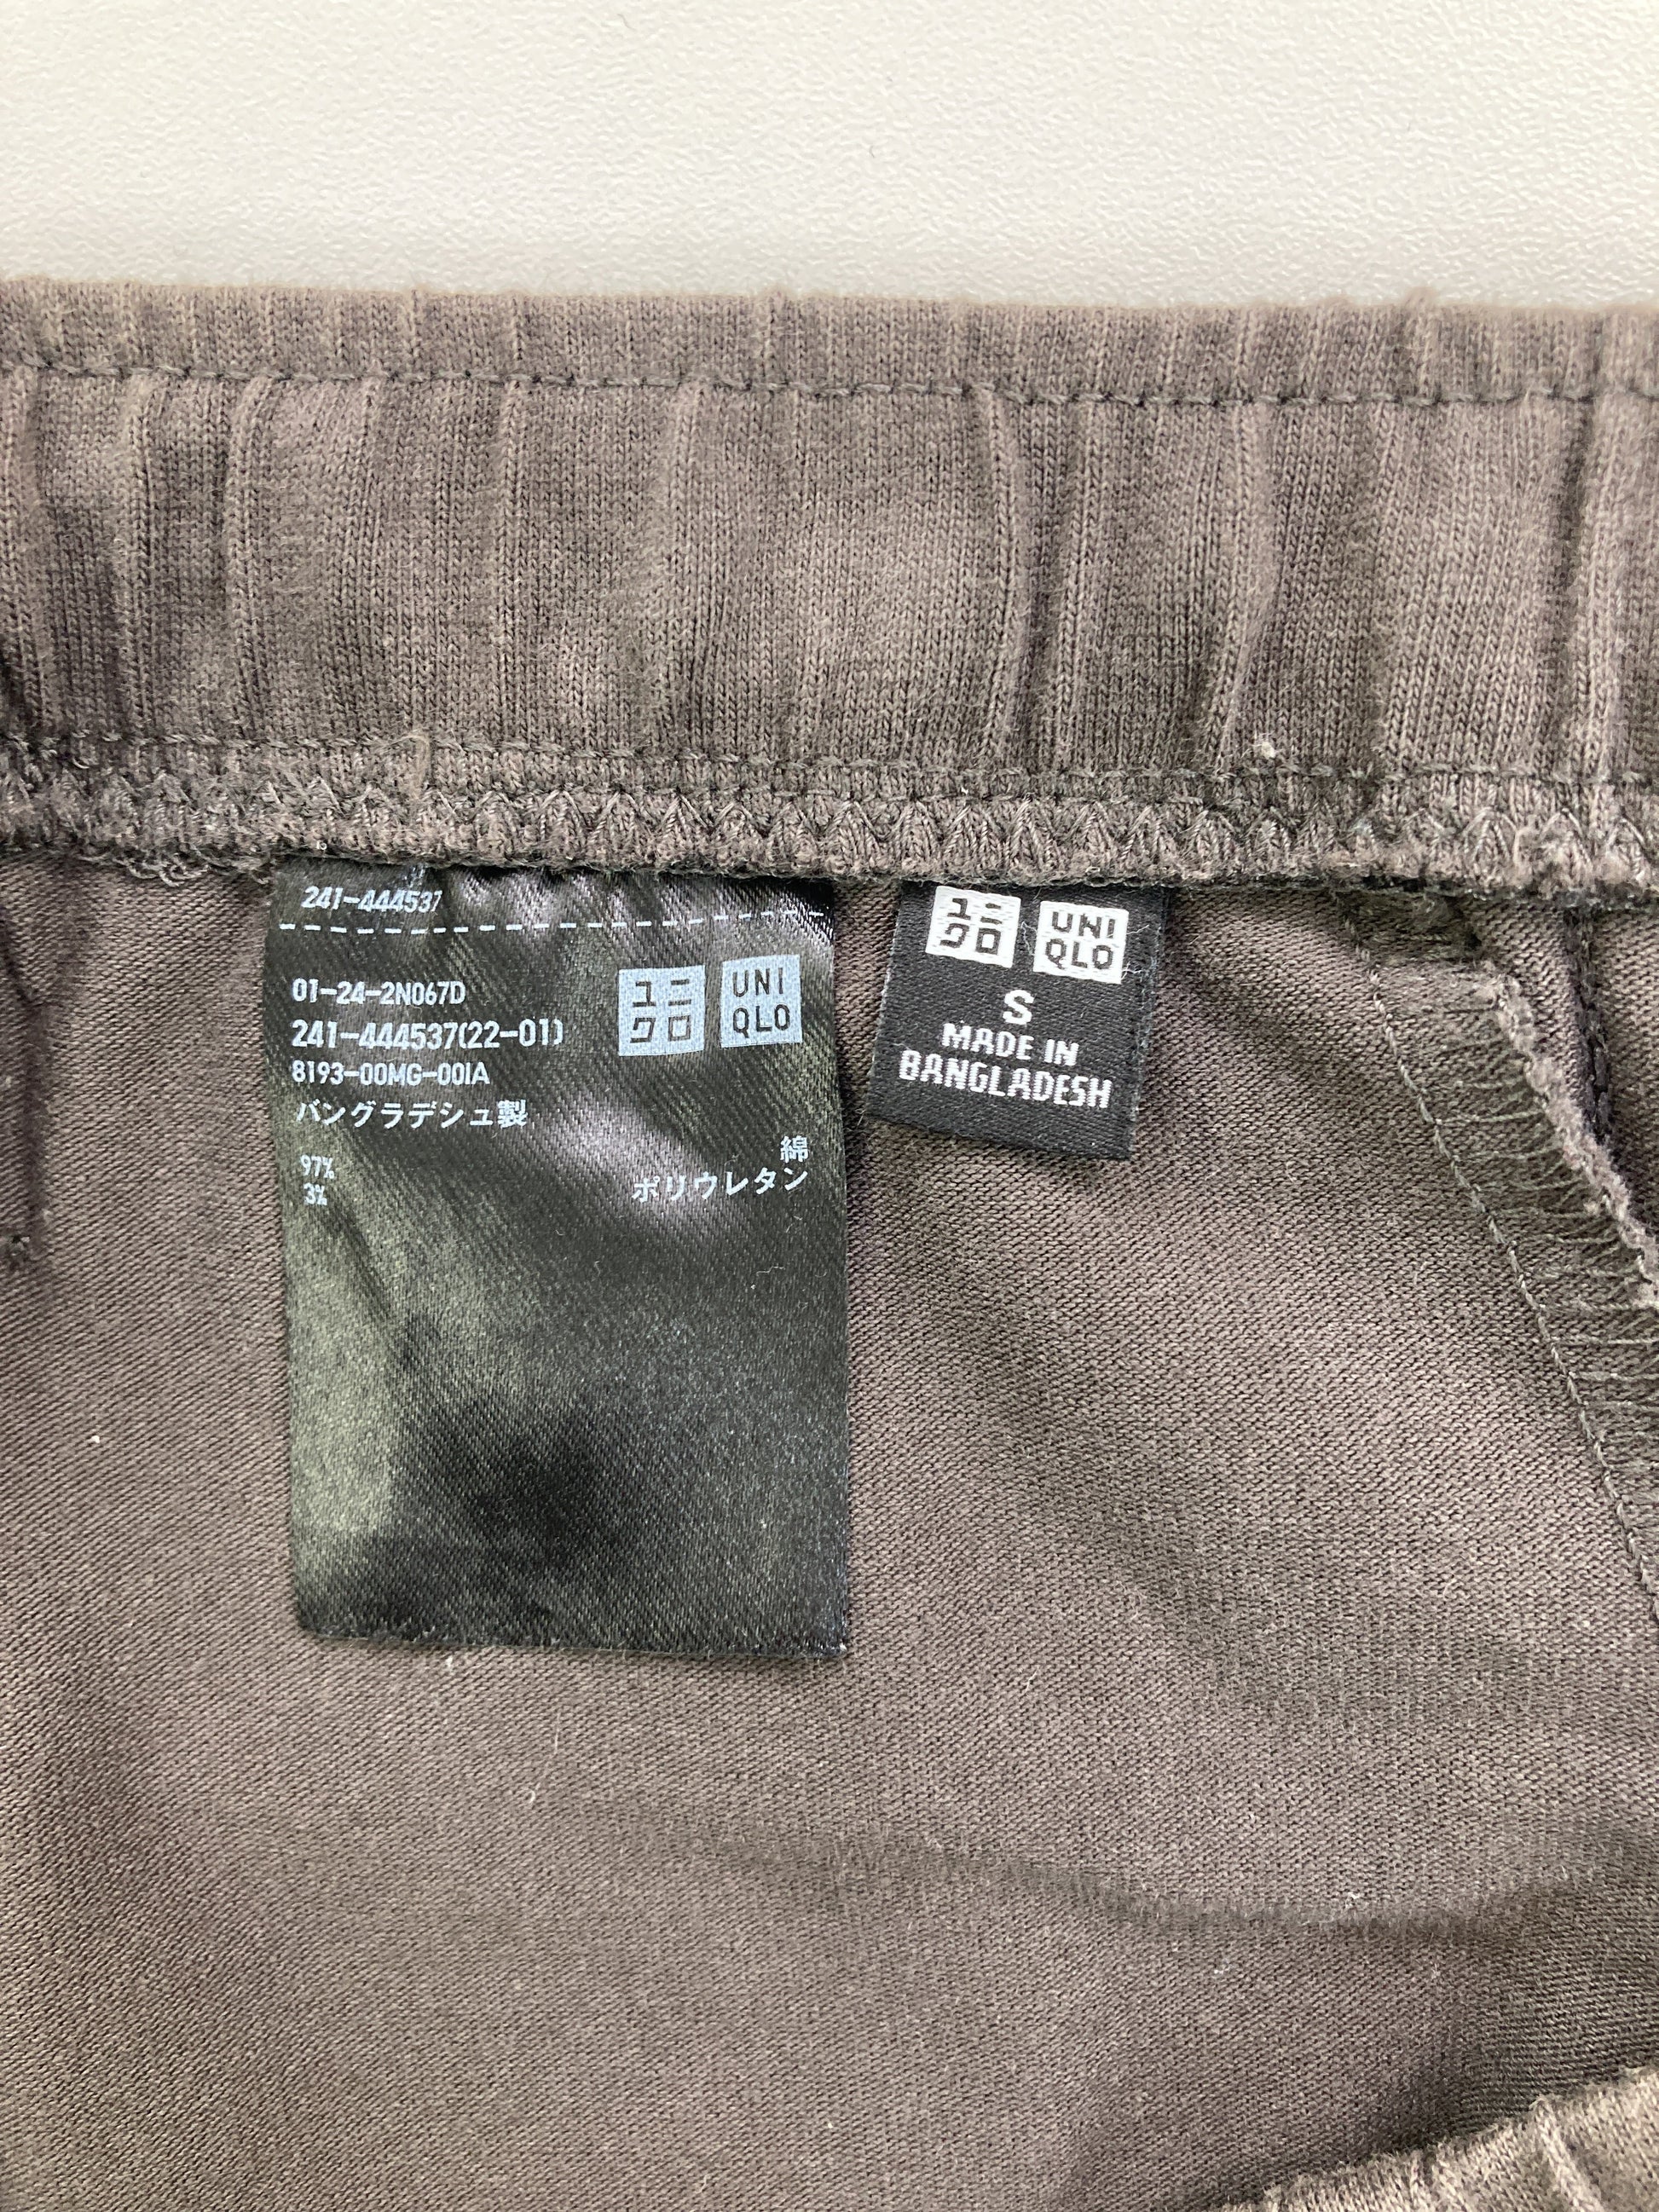 241-444537
01-24-2N067D
241-444537(22-01)
8193-00MG-00IA
バングラデシュ製
ユニ
クロ
UNI
QLO
97% 綿
3% ポリウレタン
ユニ
クロ
UNI
QLO
S
MADE IN
BANGLADESH